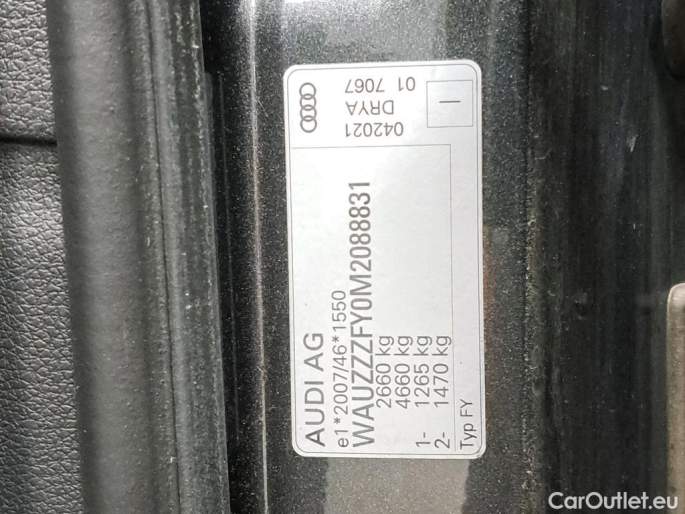 AUDI AG
e1*2007/46*1550
WAUZZZFY0M2088831
2660 kg
4660 kg
1- 1265 kg
2- 1470 kg
Typ FY
042021
DRYA
01 7067
I
CarOutlet.eu